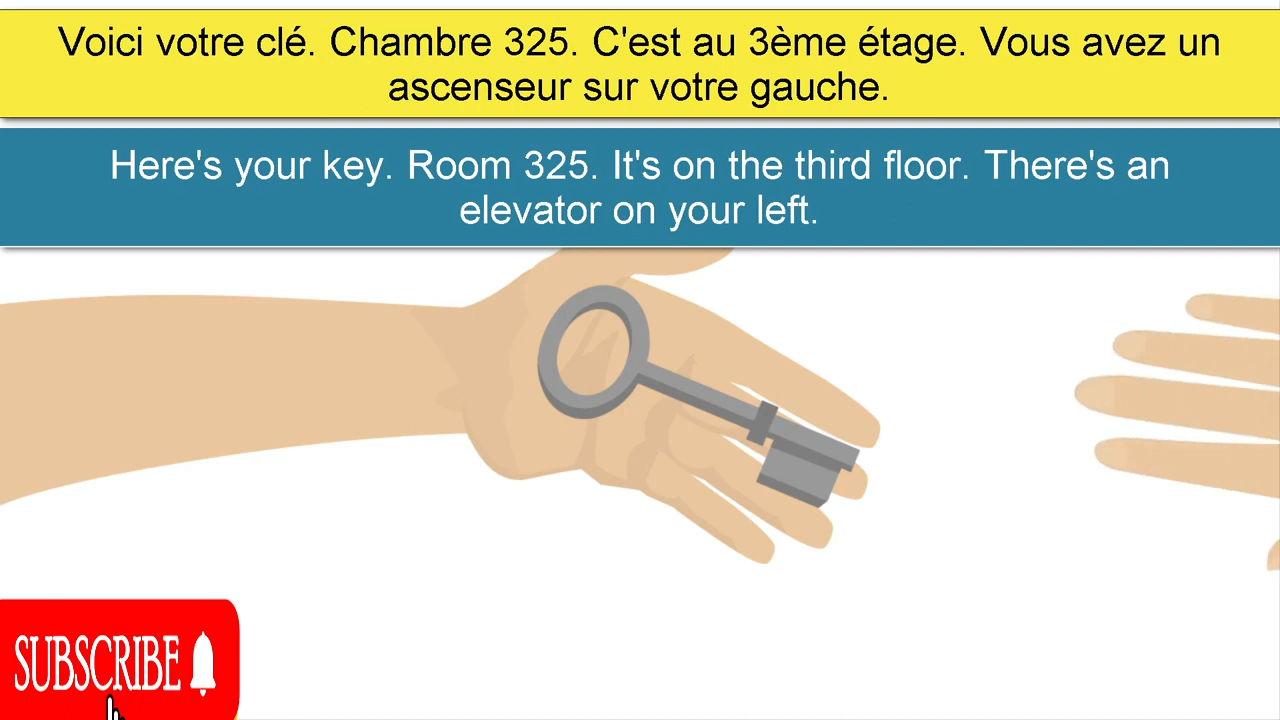 Voici votre clé. Chambre 325. C'est au 3ème étage. Vous avez un
ascenseur sur votre gauche.
Here's your key. Room 325. It's on the third floor. There's an
elevator on your left.
SUBSCRIBE